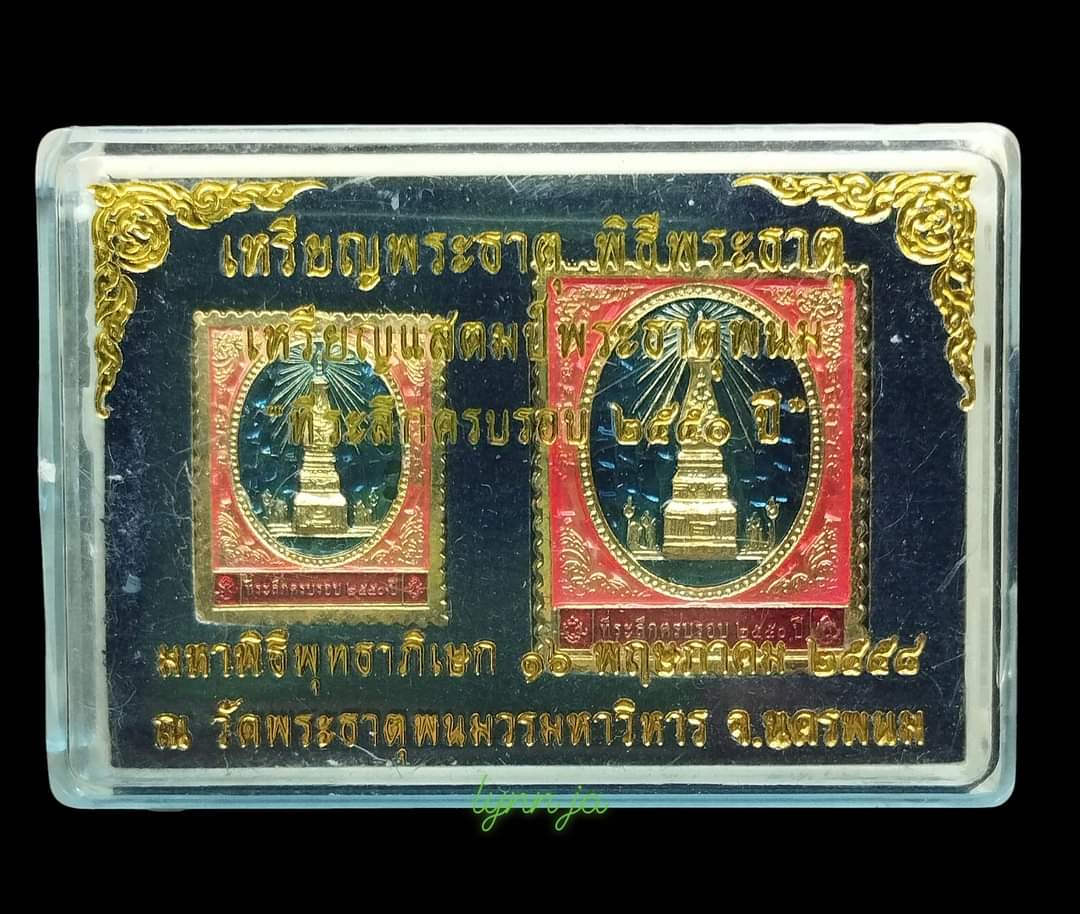 เหรียญพระธาตุ พิธีพระธาตุ
เหรียญแสตมป์พระธาตุพนม
"ที่ระลึกครบรอบ ๒๕๕๐ ปี"
ที่ระลึกครบรอบ ๒๕๕๐ ปี
ที่ระลึกครบรอบ ๒๕๕๐ ปี
มหาพิธีพุทธาภิเษก ๑๖ พฤษภาคม ๒๕๕๔
ณ วัดพระธาตุพนมวรมหาวิหาร จ.นครพนม
lynn ja